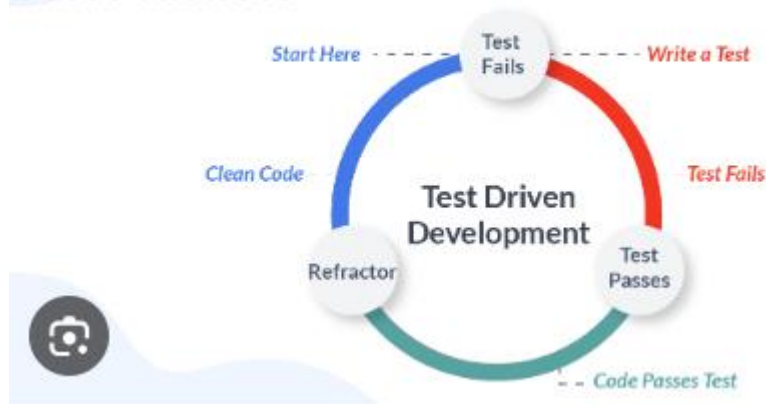 Test
Fails
Start Here
Write a Test
Clean Code
Test Fails
Test Driven
Development
Refractor
Test
Passes
Code Passes Test